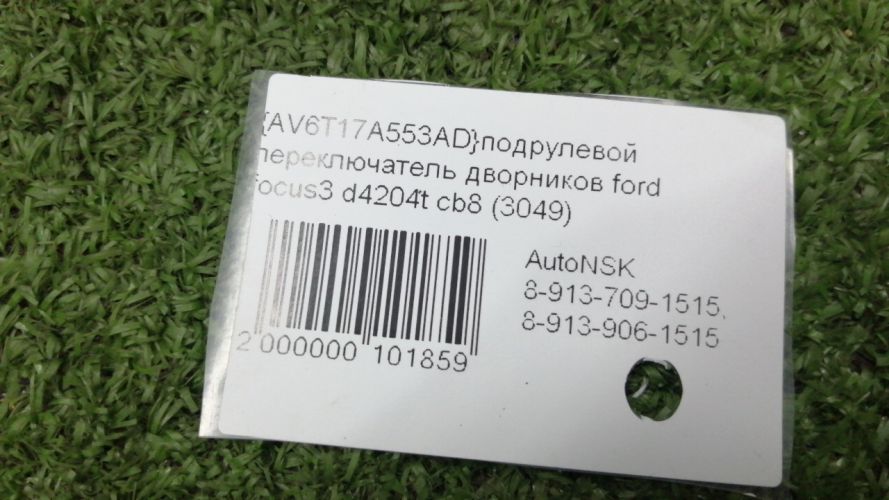 {AV6T17A553AD}подрулевой
переключатель дворников ford
focus3 d4204t cb8 (3049)
AutoNSK
8-913-709-1515,
8-913-906-1515
2 000000 101859